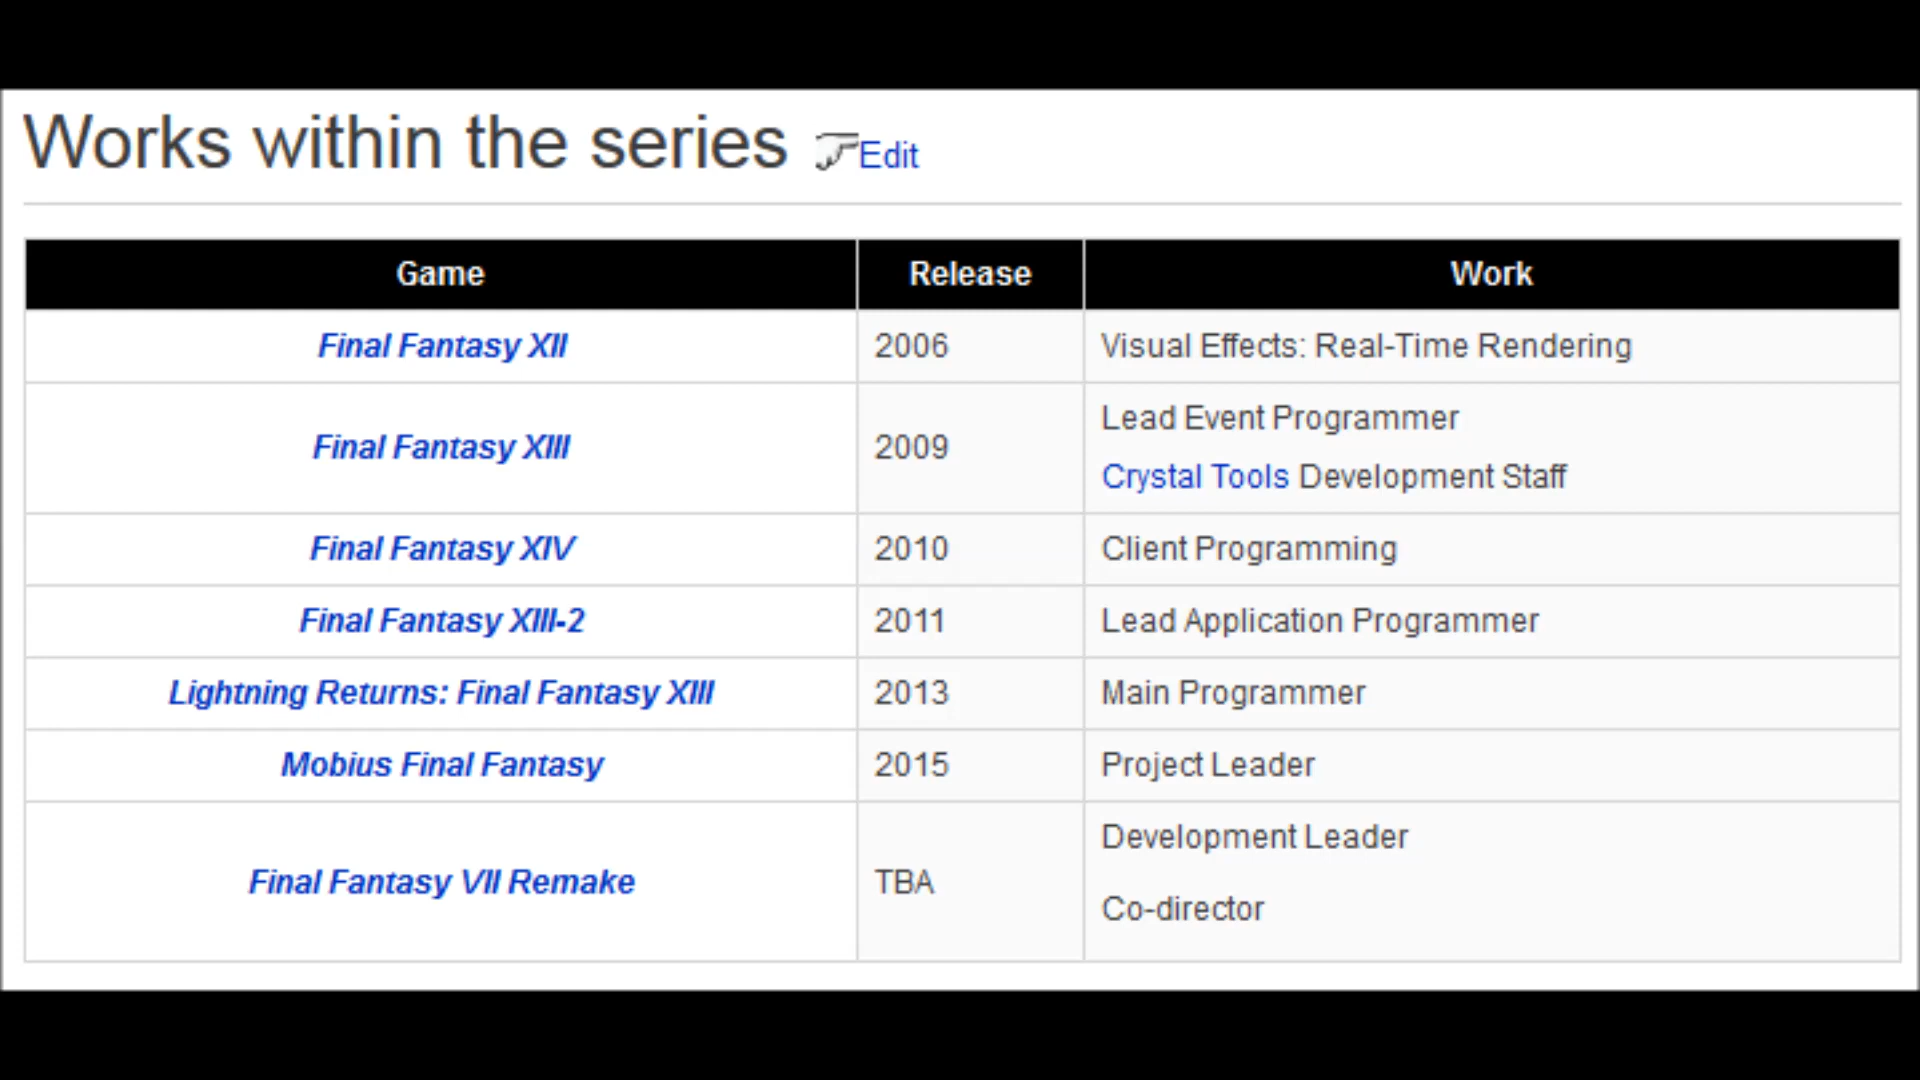 Works within the series Edit
Game Release Work
Final Fantasy XII 2006 Visual Effects: Real-Time Rendering
Final Fantasy XIII 2009 Lead Event Programmer
Crystal Tools Development Staff
Final Fantasy XIV 2010 Client Programming
Final Fantasy XIII-2 2011 Lead Application Programmer
Lightning Returns: Final Fantasy XIII 2013 Main Programmer
Mobius Final Fantasy 2015 Project Leader
Final Fantasy VII Remake TBA Development Leader
Co-director